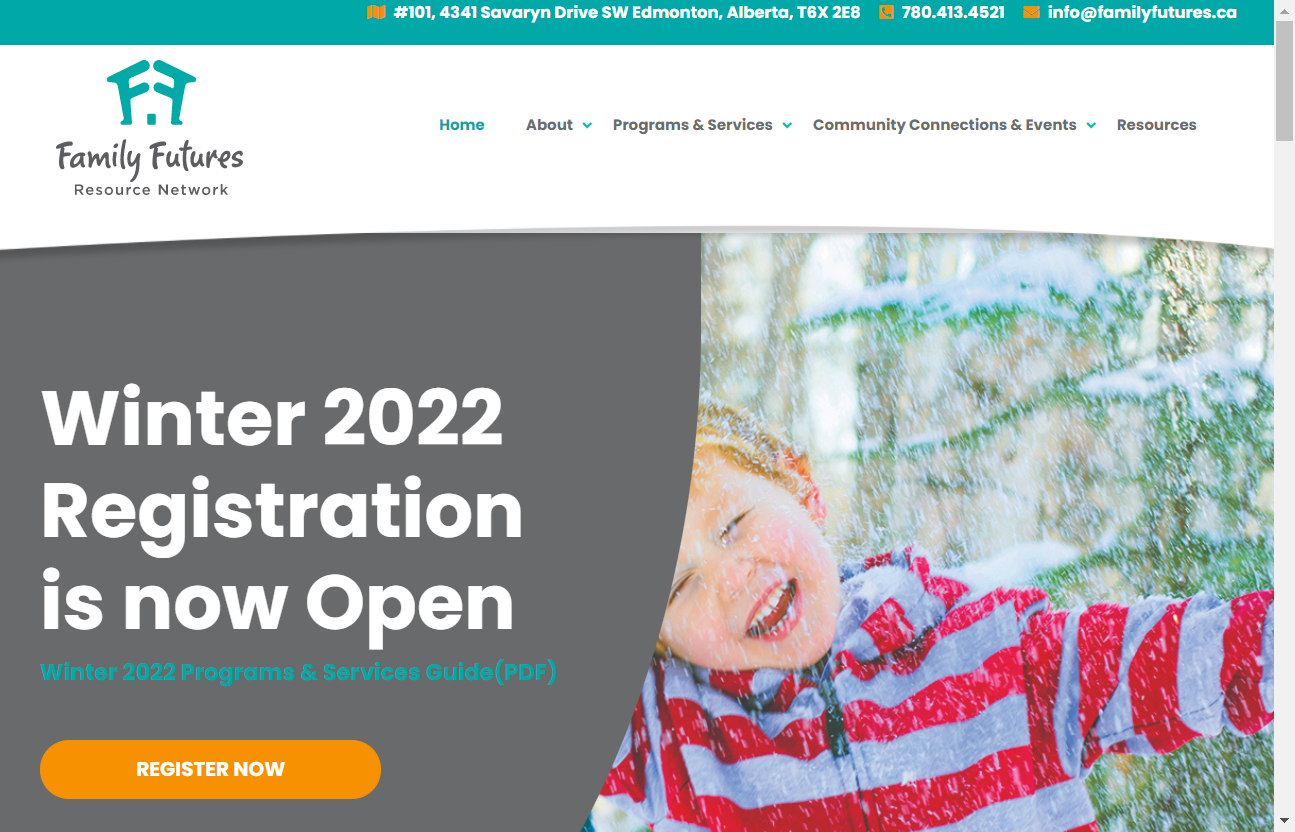 #101, 4341 Savaryn Drive SW Edmonton, Alberta, T6X 2E8 780.413.4521 info@familyfutures.ca
Family Futures
Resource Network
Home About Programs & Services Community Connections & Events Resources
Winter 2022
Registration
is now Open
Winter 2022 Programs & Services Guide(PDF)
REGISTER NOW